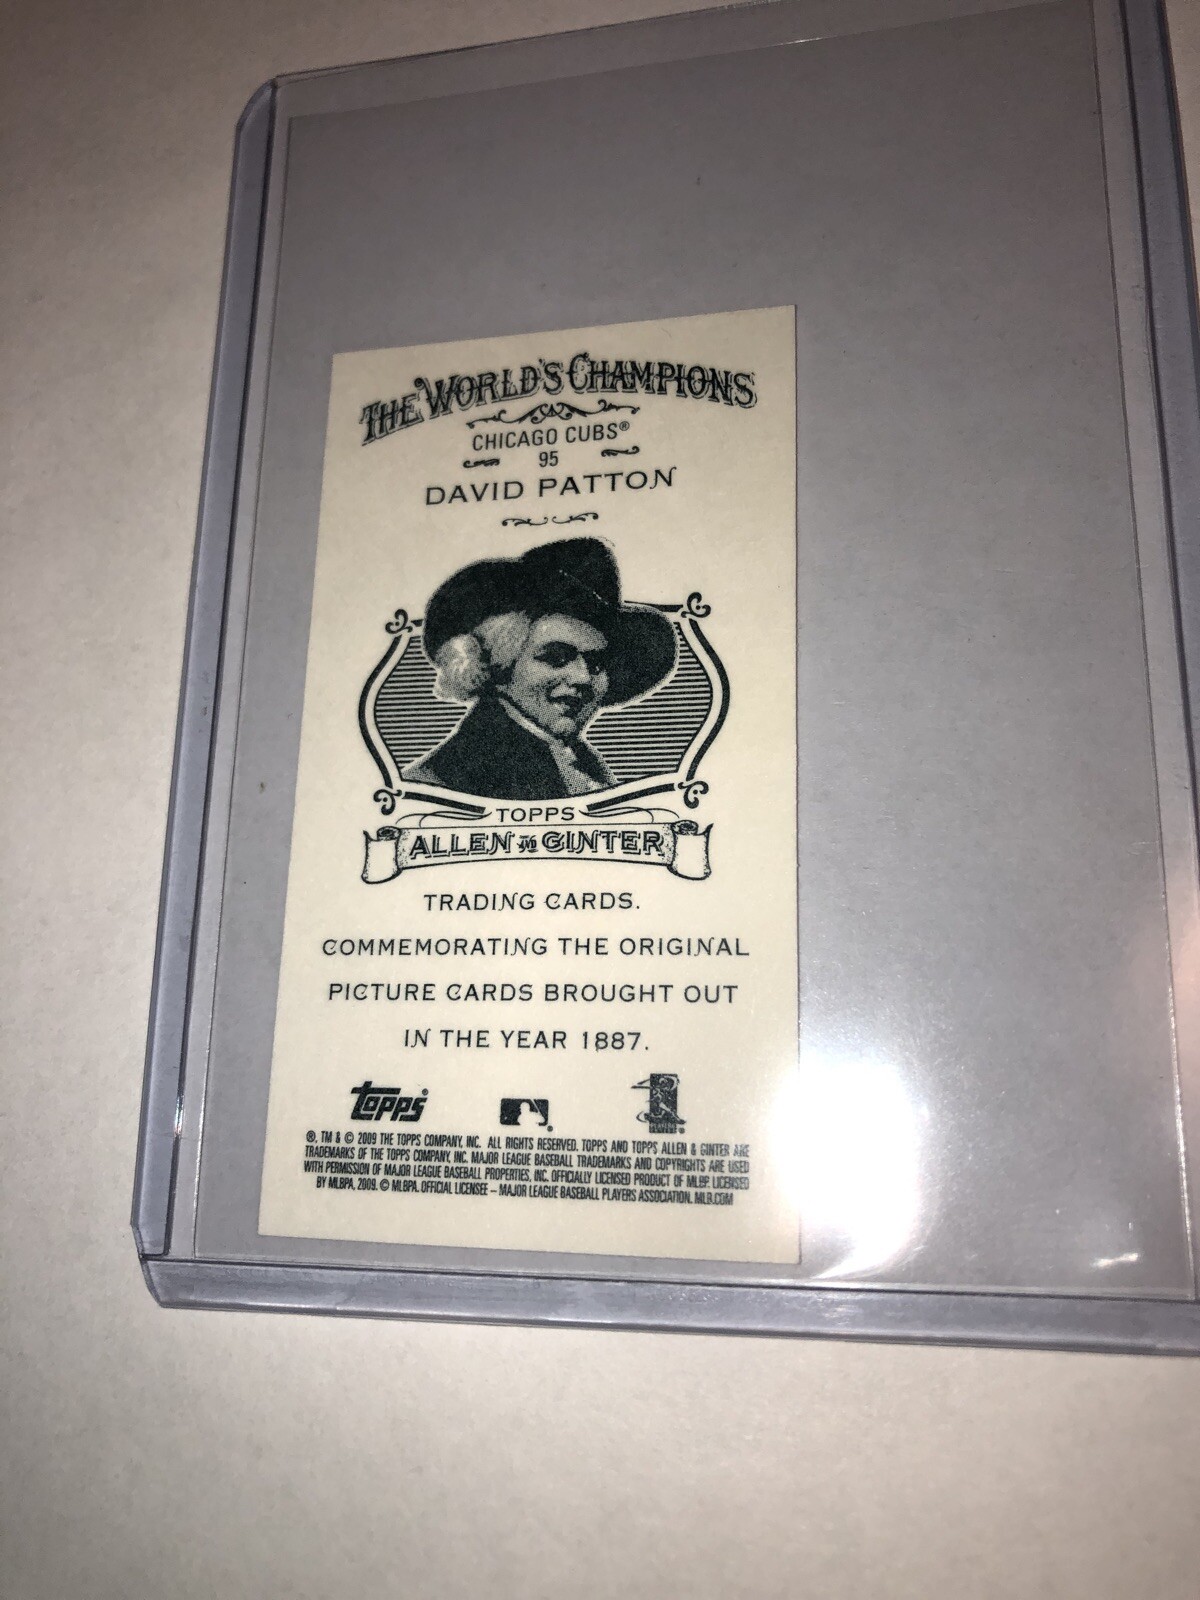 THE WORLD'S CHAMPIONS
CHICAGO CUBS®
95
DAVID PATTON
TOPPS
ALLEN AND GINTER
TRADING CARDS.
COMMEMORATING THE ORIGINAL
PICTURE CARDS BROUGHT OUT
IN THE YEAR 1887.
topps
®, TM & © 2009 THE TOPPS COMPANY, INC. ALL RIGHTS RESERVED. TOPPS AND TOPPS ALLEN & GINTER ARE
TRADEMARKS OF THE TOPPS COMPANY, INC. MAJOR LEAGUE BASEBALL TRADEMARKS AND COPYRIGHTS ARE USED
WITH PERMISSION OF MAJOR LEAGUE BASEBALL PROPERTIES, INC. OFFICIALLY LICENSED PRODUCT OF MLBP. LICENSED
BY MLBPA, 2009. © MLBPA. OFFICIAL LICENSEE – MAJOR LEAGUE BASEBALL PLAYERS ASSOCIATION. MLB.COM